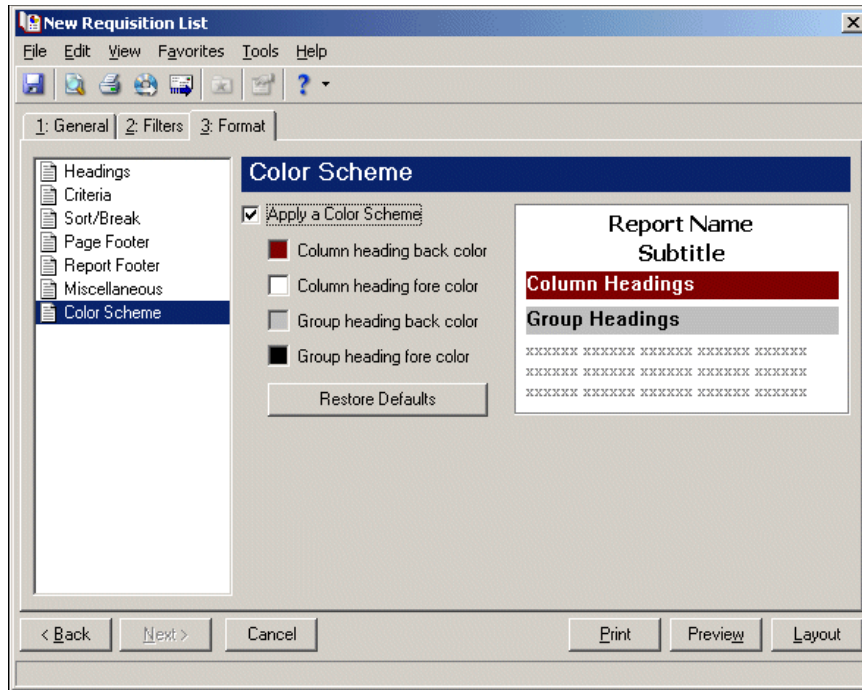 New Requisition List
File Edit View Favorites Tools Help
?
1: General 2: Filters 3: Format
Headings
Criteria
Sort/Break
Page Footer
Report Footer
Miscellaneous
Color Scheme
Color Scheme
Apply a Color Scheme
Column heading back color
Column heading fore color
Group heading back color
Group heading fore color
Restore Defaults
Report Name
Subtitle
Column Headings
Group Headings
xxxxxx xxxxxx xxxxxx xxxxxx xxxxxx
xxxxxx xxxxxx xxxxxx xxxxxx xxxxxx
xxxxxx xxxxxx xxxxxx xxxxxx xxxxxx
< Back Next > Cancel Print Preview Layout